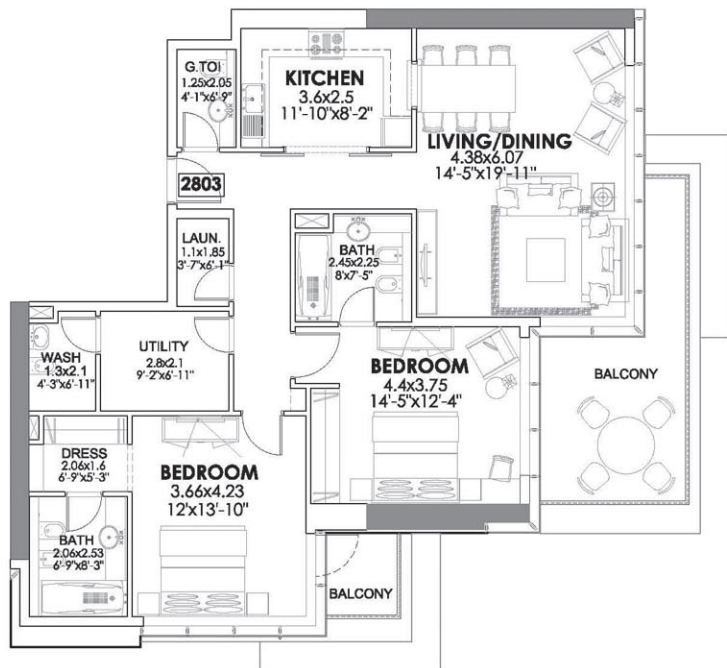 G.TOI
1.25x2.05
4'-1"x6'-9"
KITCHEN
3.6x2.5
11'-10"x8'-2"
LIVING/DINING
4.38x6.07
14'-5"x19'-11"
2803
LAUN.
1.1x1.85
3'-7"x6'-1"
BATH
2.45x2.25
8'x7'-5"
WASH
1.3x2.1
4'-3"x6'-11"
UTILITY
2.8x2.1
9'-2"x6'-11"
BEDROOM
4.4x3.75
14'-5"x12'-4"
BALCONY
DRESS
2.06x1.6
6'-9"x5'-3"
BEDROOM
3.66x4.23
12'x13'-10"
BATH
2.06x2.53
6'-9"x8'-3"
BALCONY